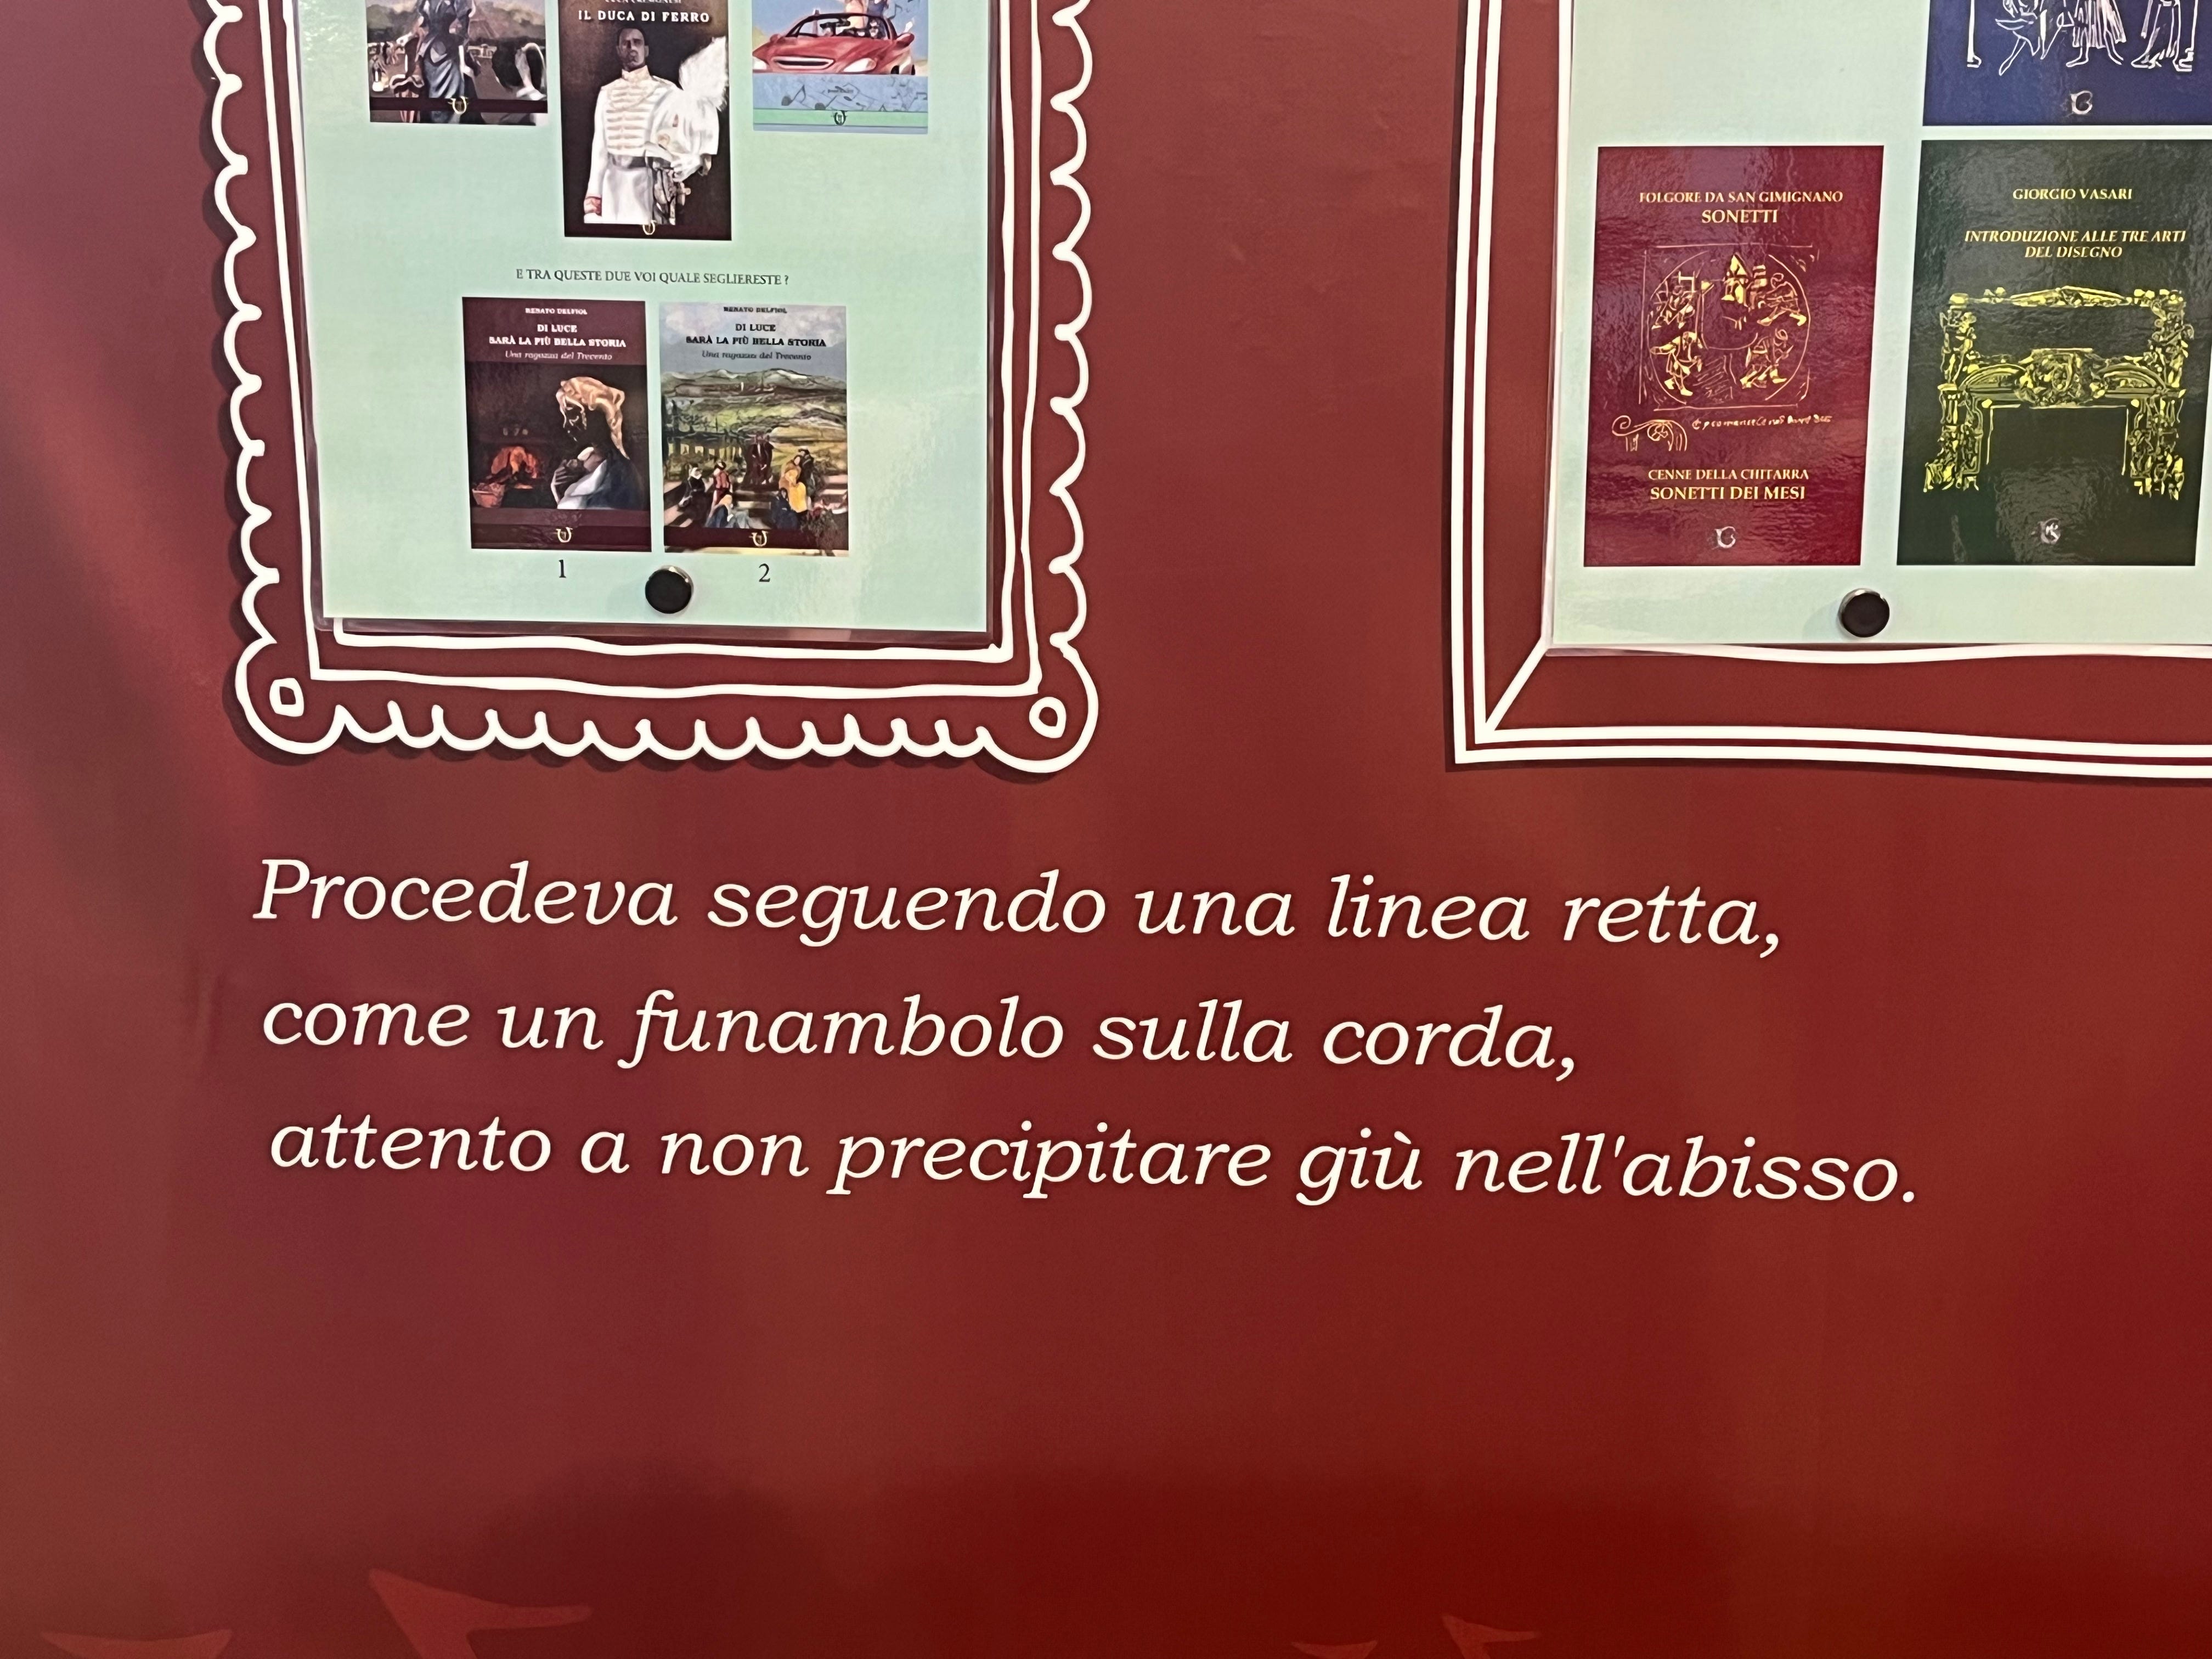 IL DUCA DI FERRO
E TRA QUESTE DUE VOI QUALE SEGLIERESTE ?
RENATO DELFIOL
DI LUCE
SARÀ LA PIÙ BELLA STORIA
Una ragazza del Trecento
1
RENATO DELFIOL
DI LUCE
SARÀ LA PIÙ BELLA STORIA
Una ragazza del Trecento
2
FOLGORE DA SAN GIMIGNANO
SONETTI
CENNE DELLA CHITARRA
SONETTI DEI MESI
GIORGIO VASARI
INTRODUZIONE ALLE TRE ARTI
DEL DISEGNO
Procedeva seguendo una linea retta,
come un funambolo sulla corda,
attento a non precipitare giù nell'abisso.